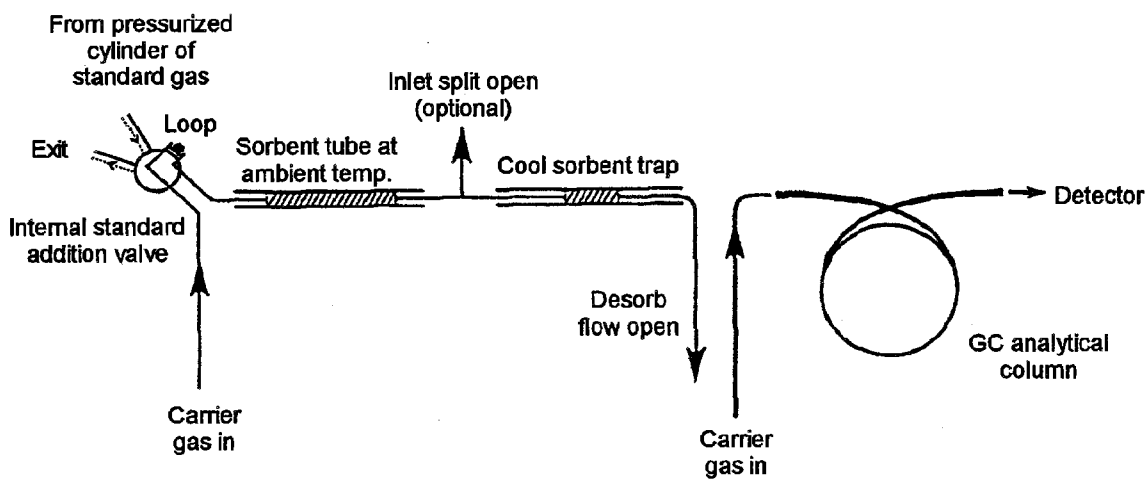 From pressurized
cylinder of
standard gas
Loop
Exit
Internal standard
addition valve
Carrier
gas in
Sorbent tube at
ambient temp.
Inlet split open
(optional)
Cool sorbent trap
Desorb
flow open
Carrier
gas in
Detector
GC analytical
column